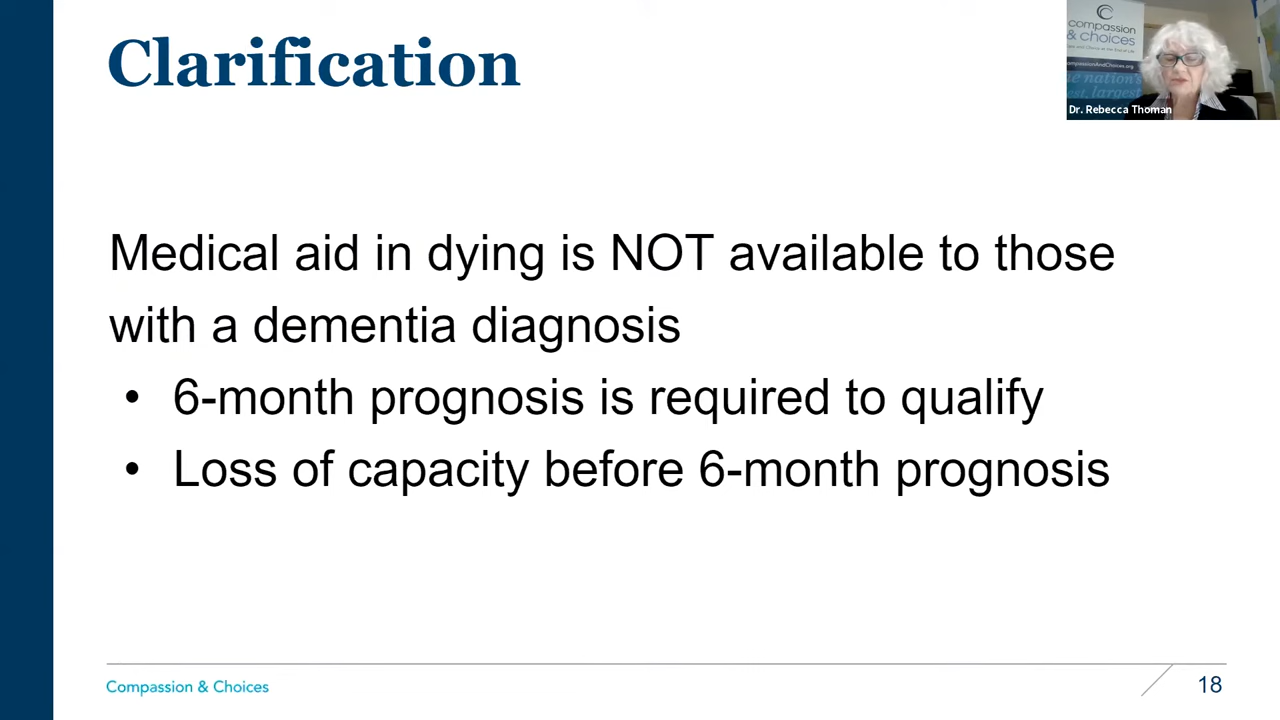 Clarification
compassion
& choices
Dr. Rebecca Thoman
Medical aid in dying is NOT available to those
with a dementia diagnosis
• 6-month prognosis is required to qualify
• Loss of capacity before 6-month prognosis
Compassion & Choices
18